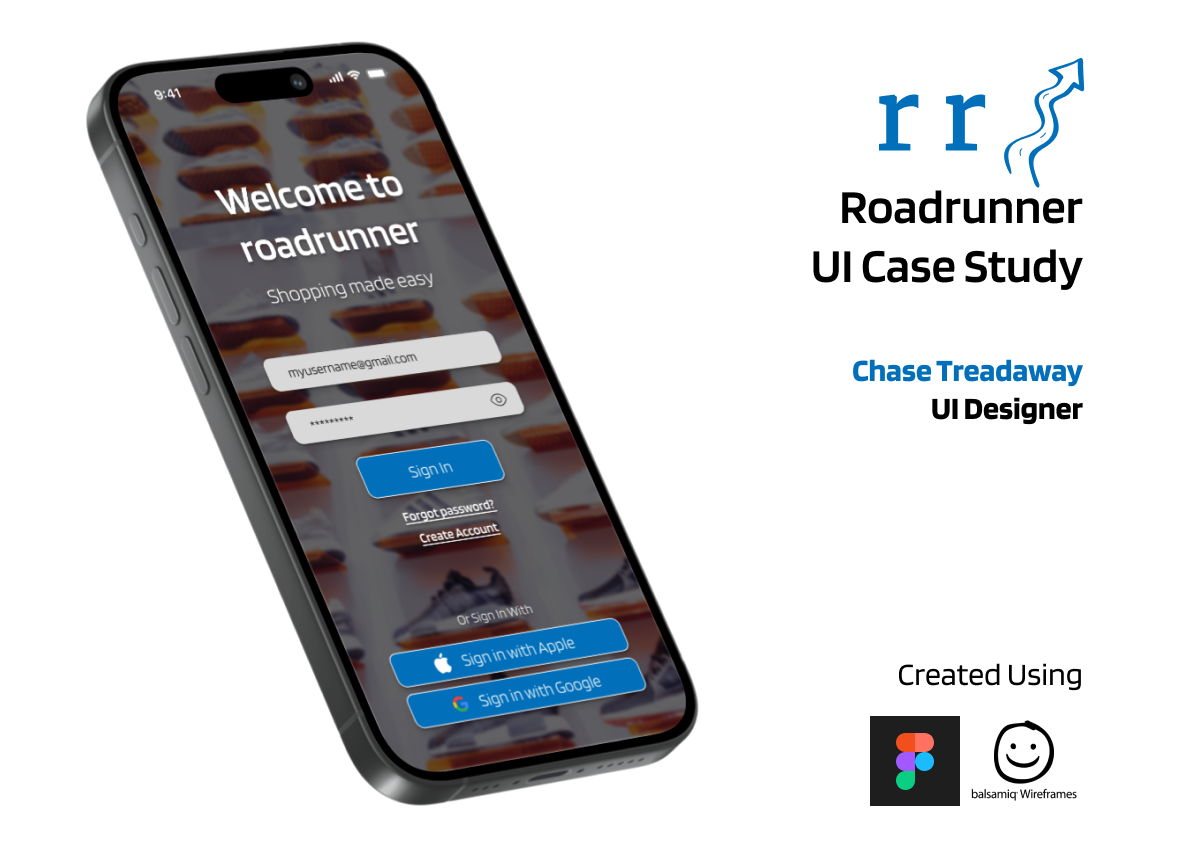 9:41
Welcome to
roadrunner
Shopping made easy
myusername@gmail.com
*********
Sign In
Forgot password?
Create Account
Or Sign In With
Sign in with Apple
Sign in with Google
r r
Roadrunner
UI Case Study
Chase Treadaway
UI Designer
Created Using
balsamiq Wireframes